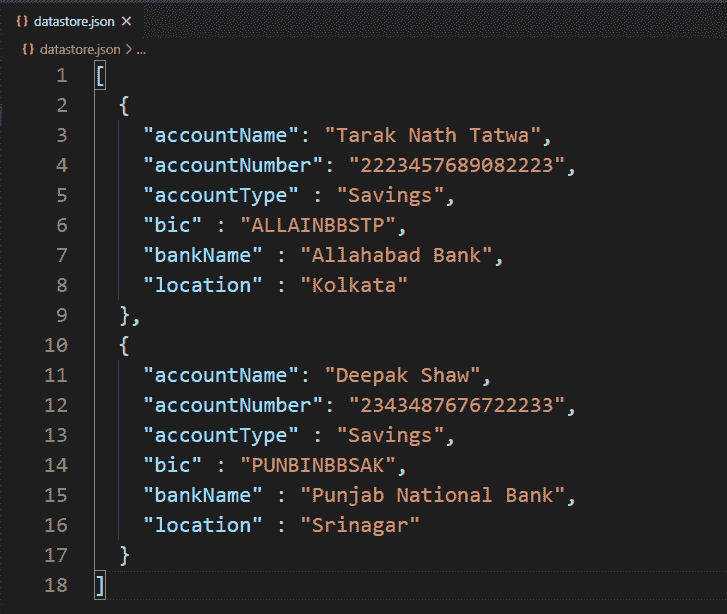 {} datastore.json ×
{} datastore.json > ...
1 [
2 {
3 "accountName": "Tarak Nath Tatwa",
4 "accountNumber": "2223457689082223",
5 "accountType" : "Savings",
6 "bic" : "ALLAINBBSTP",
7 "bankName" : "Allahabad Bank",
8 "location" : "Kolkata"
9 },
10 {
11 "accountName": "Deepak Shaw",
12 "accountNumber": "2343487676722233",
13 "accountType" : "Savings",
14 "bic" : "PUNBINBBSAK",
15 "bankName" : "Punjab National Bank",
16 "location" : "Srinagar"
17 }
18 ]